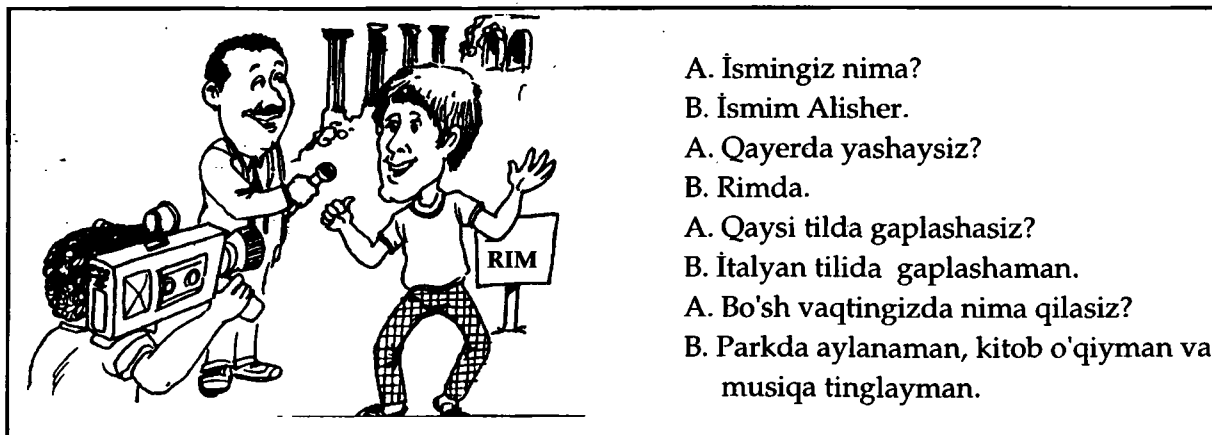 RIM
A. İsmingiz nima?
B. İsmim Alisher.
A. Qayerda yashaysiz?
B. Rimda.
A. Qaysi tilda gaplashasiz?
B. İtalyan tilida gaplashaman.
A. Bo'sh vaqtingizda nima qilasiz?
B. Parkda aylanaman, kitob o'qiyman va
musiqa tinglayman.